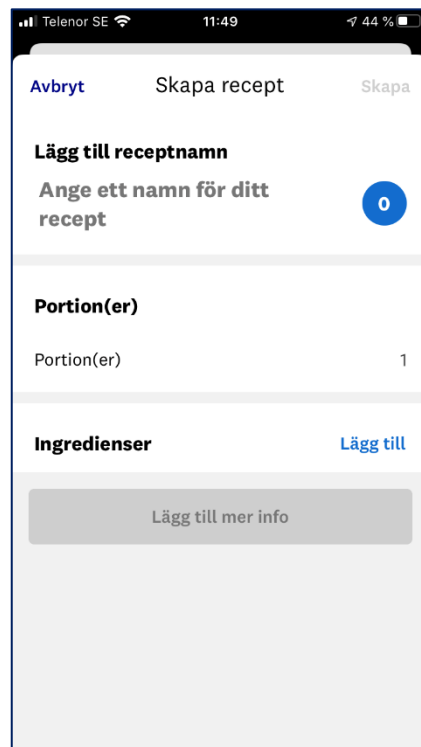 Telenor SE 11:49 44 %
Avbryt Skapa recept Skapa
Lägg till receptnamn
Ange ett namn för ditt
recept
0
Portion(er)
Portion(er) 1
Ingredienser Lägg till
Lägg till mer info